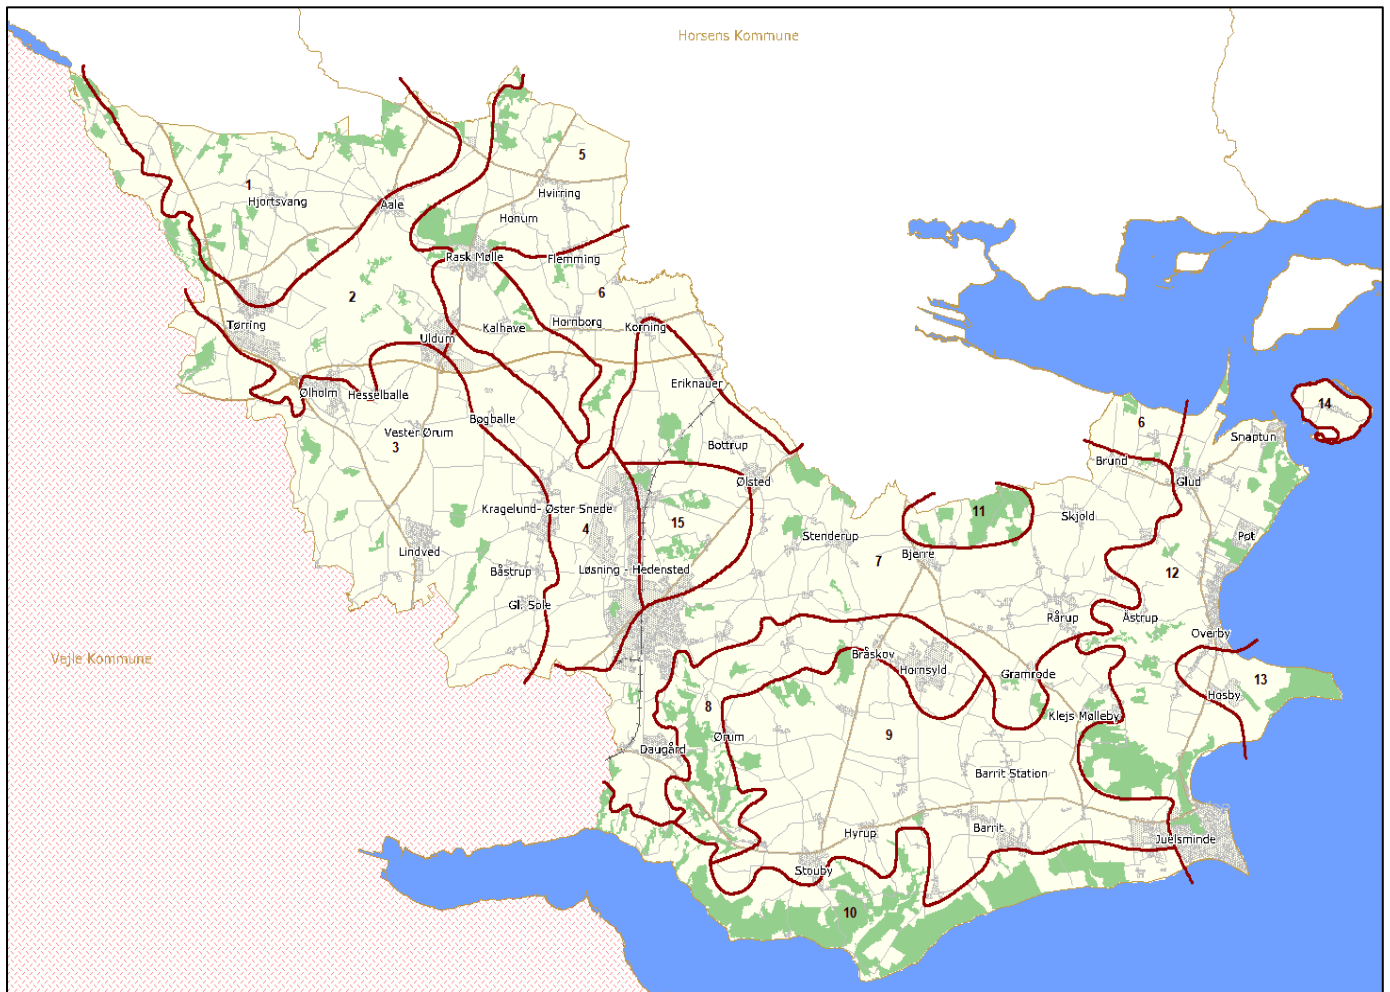 Horsens Kommune
5
1
Hvirring
Hjortsvang
Aale
Honum
Rask Mølle
Flemming
2
6
Tørring
Hornborg
Kalhave
Korning
Uldum
Eriknauer
Ølholm
Hesselballe
14
Bogballe
6
Vester Ørum
Snaptun
3
Bottrup
Brund
Ølsted
Glud
Kragelund- Øster Snede
11
Skjold
4
15
Stenderup
Pøt
Lindved
Bjerre
7
Løsning - Hedensted
Båstrup
12
Gl. Sole
Rårup
Åstrup
Overby
Vejle Kommune
Bråskov
Hornsyld
Gramrode
13
Hosby
8
Klejs Mølleby
Ørum
9
Daugård
Barrit Station
Hyrup
Barrit
Juelsminde
Stouby
10